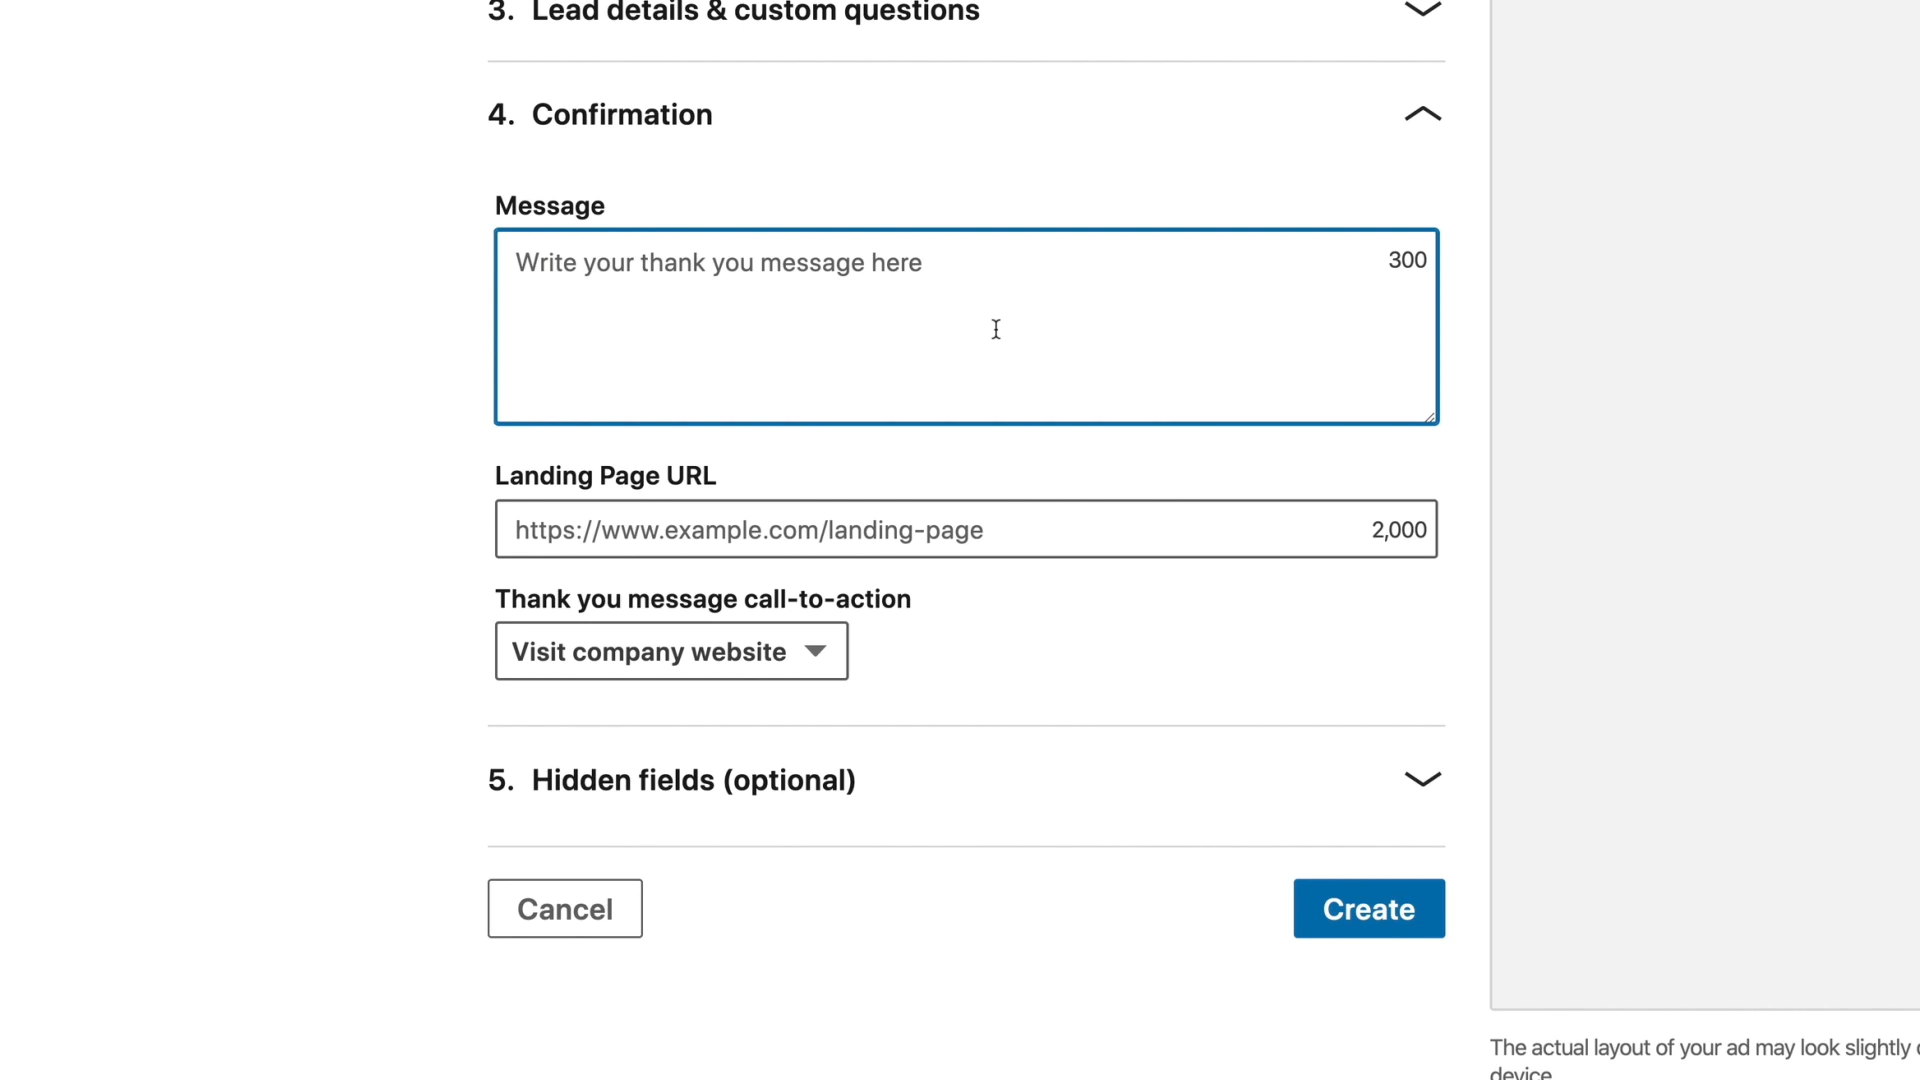 3. Lead details & custom questions
4. Confirmation
Message
Write your thank you message here
300
Landing Page URL
https://www.example.com/landing-page
2,000
Thank you message call-to-action
Visit company website
5. Hidden fields (optional)
Cancel
Create
The actual layout of your ad may look slightly
device